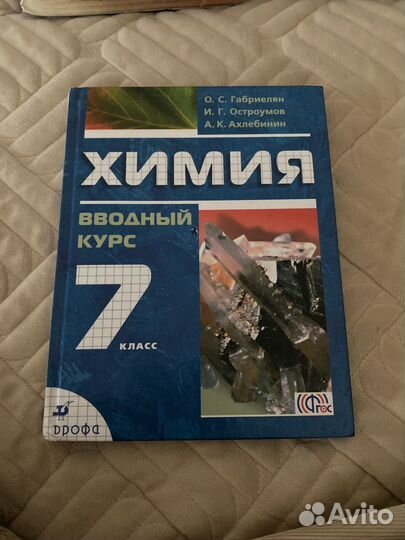 О. С. Габриелян
И. Г. Остроумов
А. К. Ахлебинин
ХИМИЯ
ВВОДНЫЙ
КУРС
7
КЛАСС
ДРОФА
ФГОС
Avito